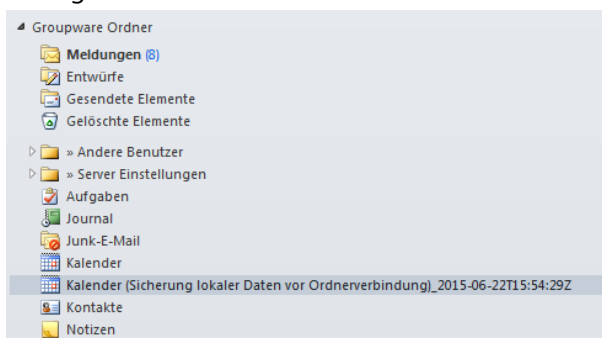 Groupware Ordner
Meldungen (8)
Entwürfe
Gesendete Elemente
Gelöschte Elemente
» Andere Benutzer
» Server Einstellungen
Aufgaben
Journal
Junk-E-Mail
Kalender
Kalender (Sicherung lokaler Daten vor Ordnerverbindung)_2015-06-22T15:54:29Z
Kontakte
Notizen